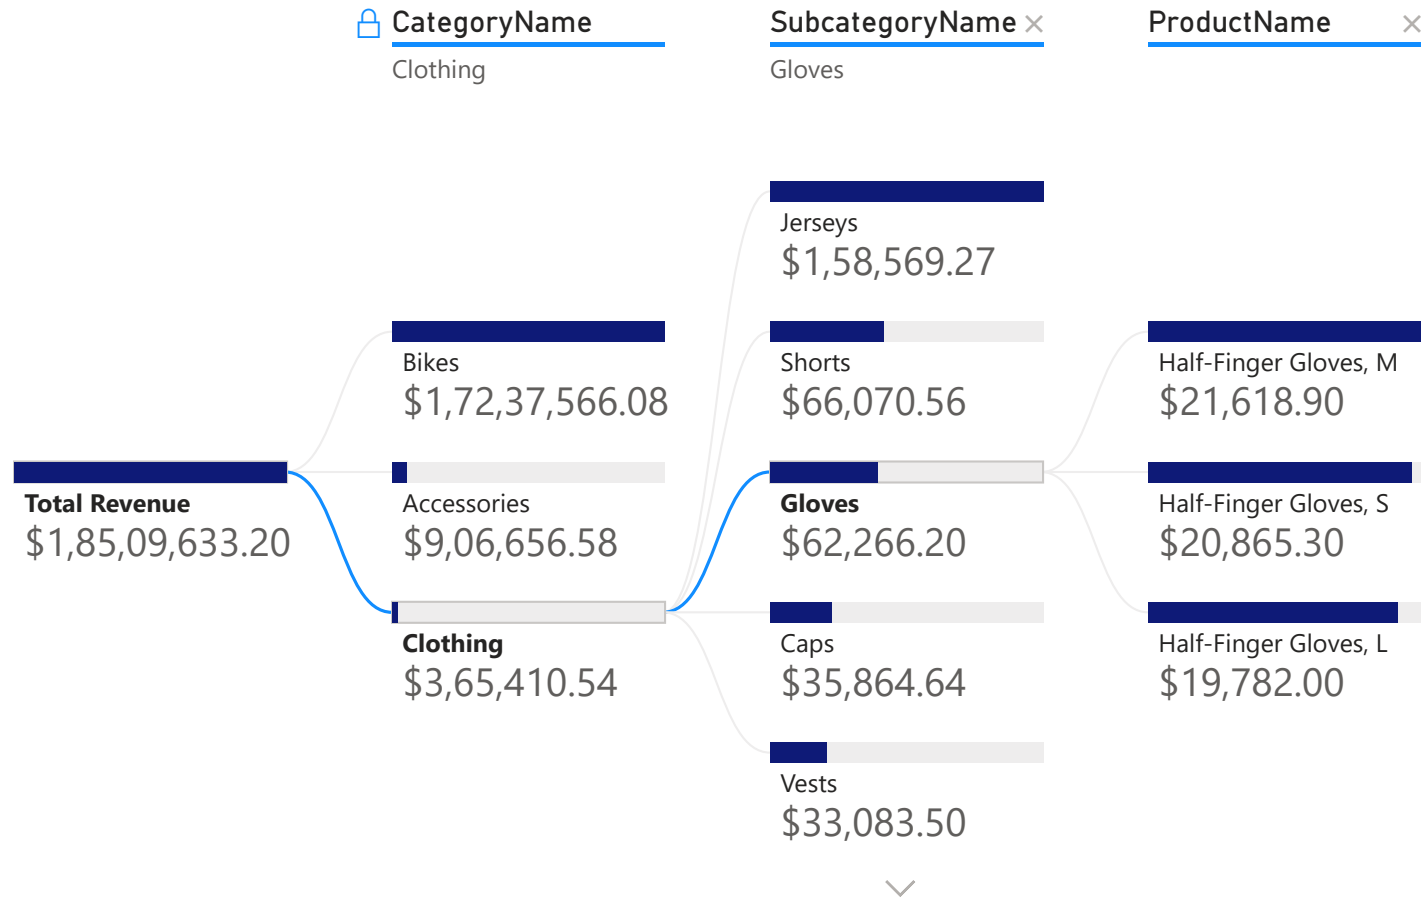 CategoryName
Clothing
SubcategoryName
Gloves
ProductName
Total Revenue
$1,85,09,633.20
Bikes
$1,72,37,566.08
Accessories
$9,06,656.58
Clothing
$3,65,410.54
Jerseys
$1,58,569.27
Shorts
$66,070.56
Gloves
$62,266.20
Caps
$35,864.64
Vests
$33,083.50
Half-Finger Gloves, M
$21,618.90
Half-Finger Gloves, S
$20,865.30
Half-Finger Gloves, L
$19,782.00